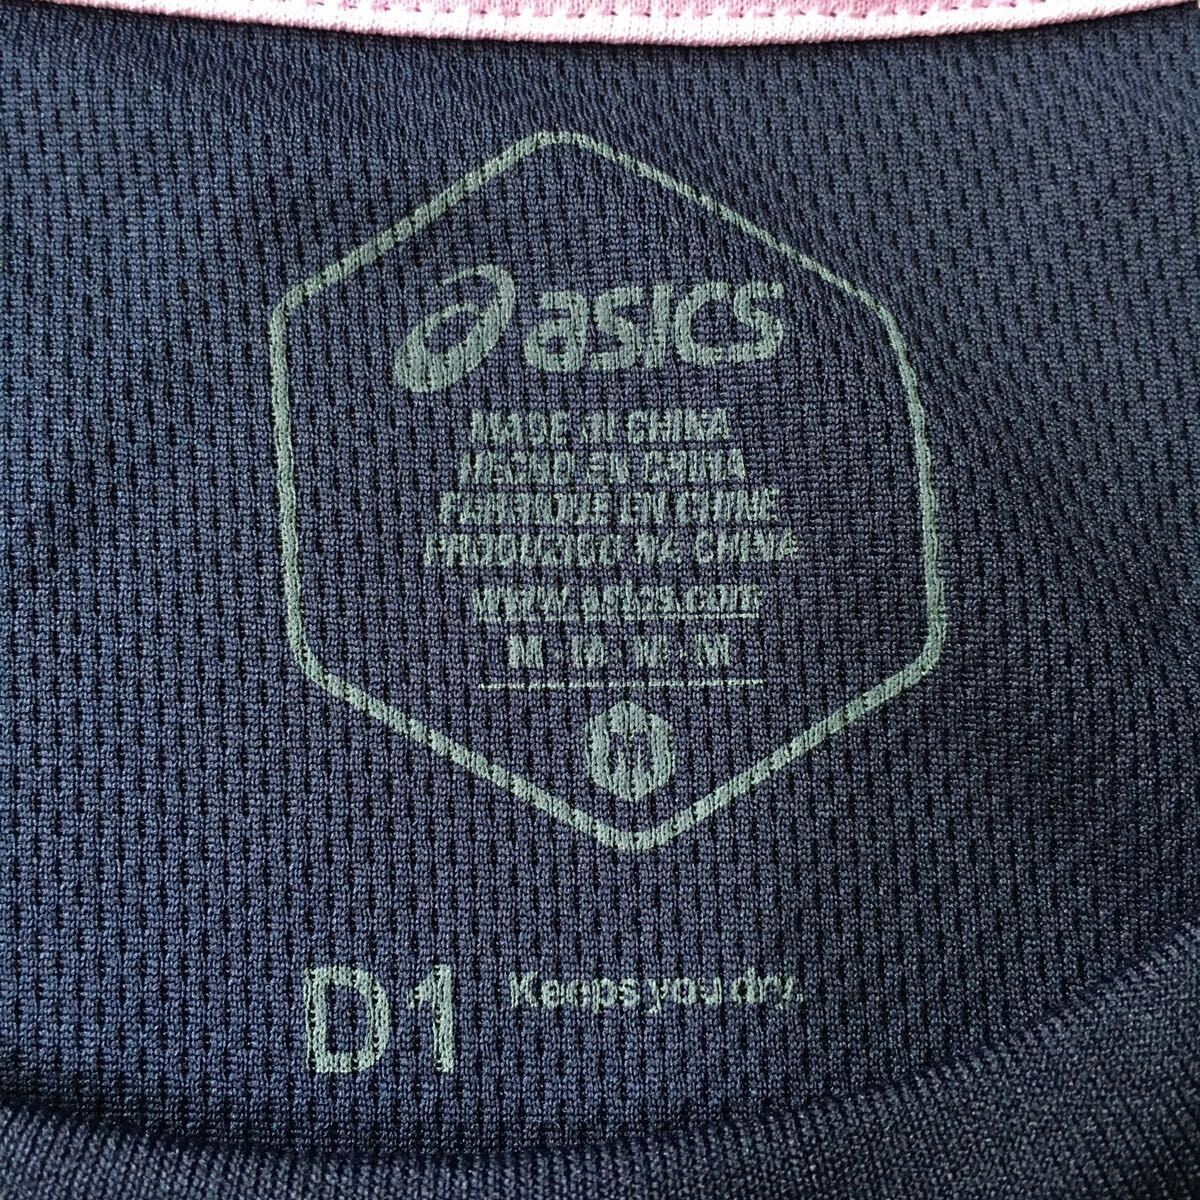 asics
MADE IN CHINA
HECHO EN CHINA
FABRIQUE EN CHINE
PRODUZIDO NA CHINA
www.asics.com
M · M · M · M
M
D1 Keeps you dry.